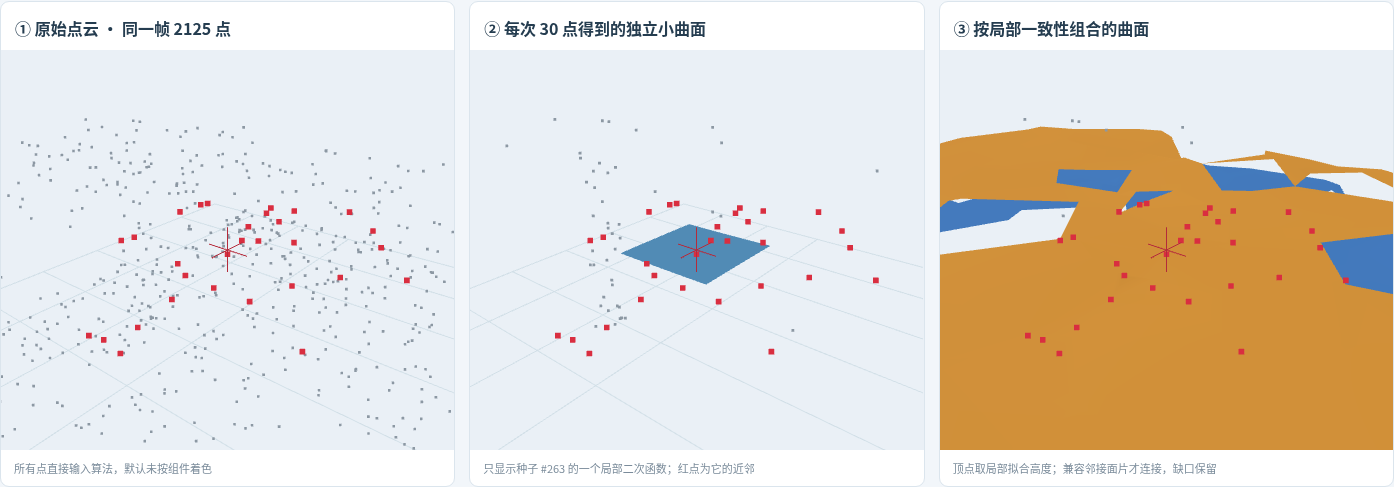 ① 原始点云 · 同一帧 2125 点
② 每次 30 点得到的独立小曲面
③ 按局部一致性组合的曲面
所有点直接输入算法，默认未按组件着色
只显示种子 #263 的一个局部二次函数；红点为它的近邻
顶点取局部拟合高度；兼容邻接面片才连接，缺口保留